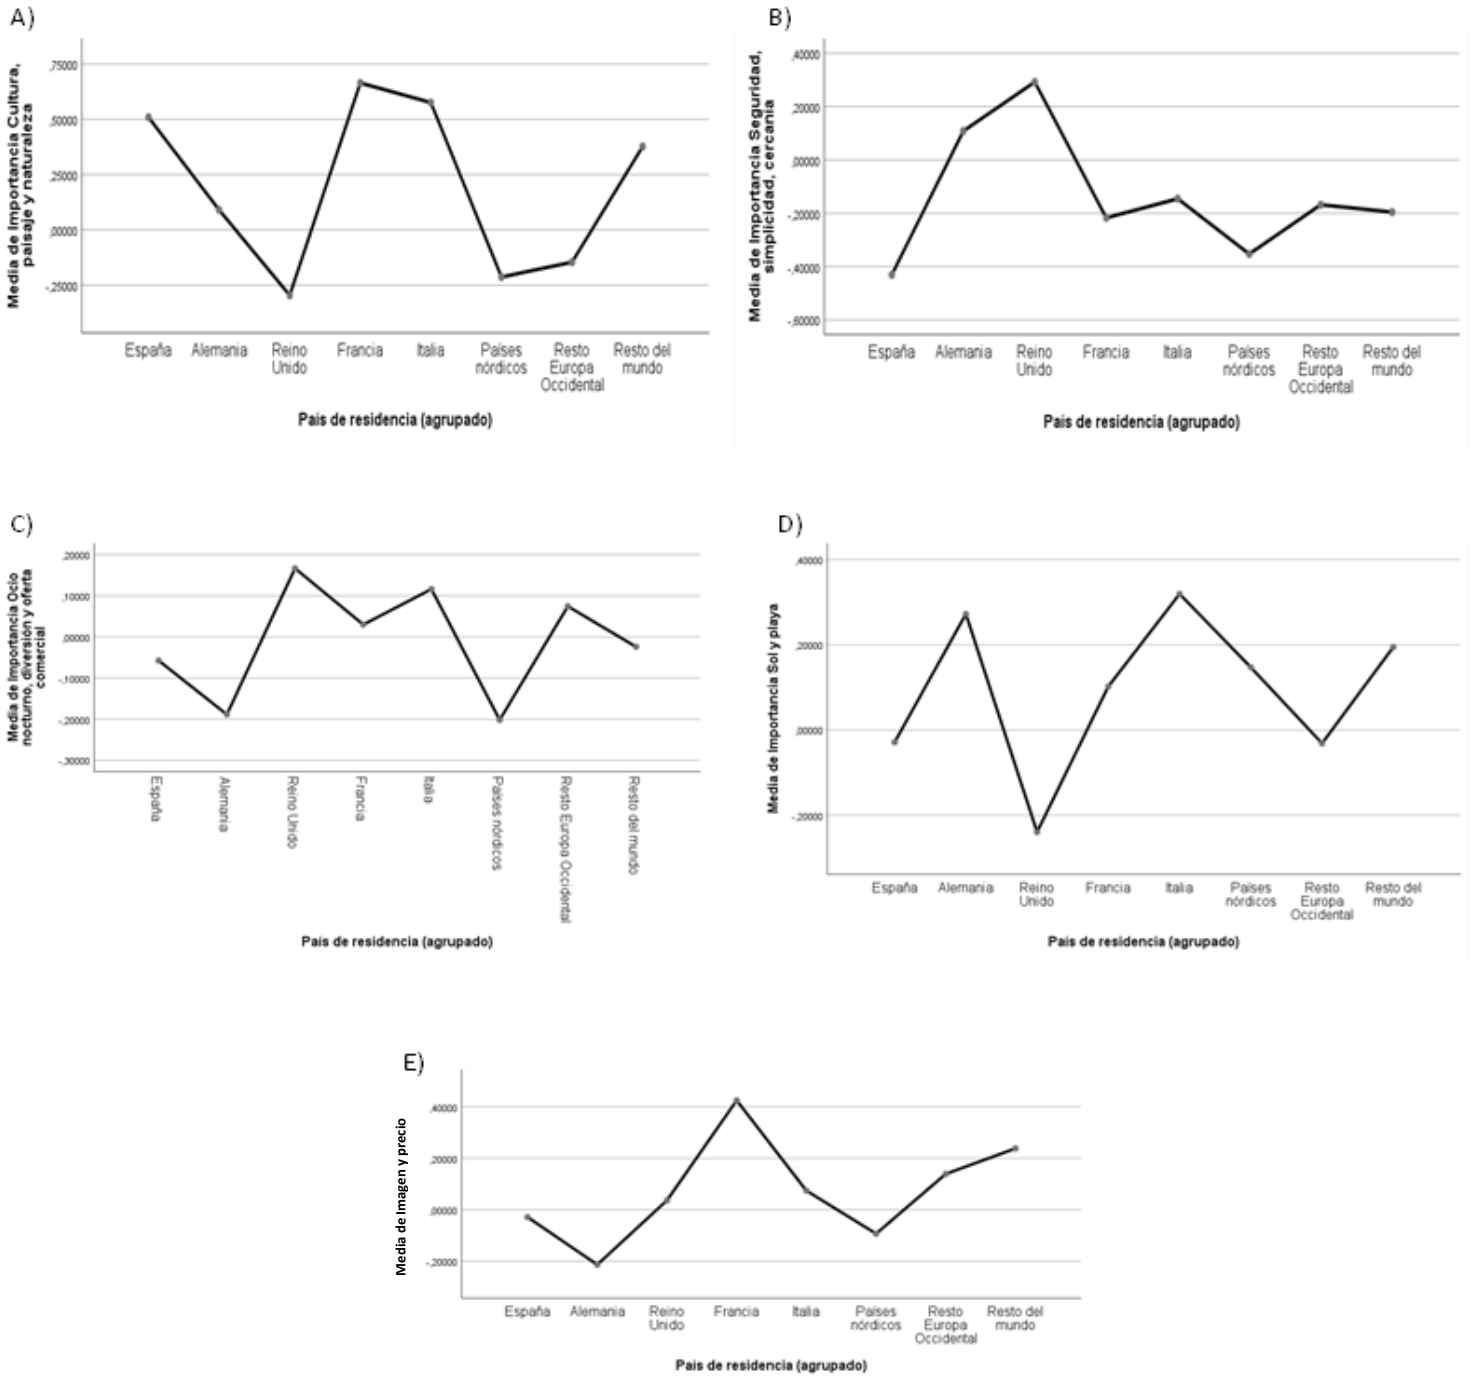 A)
Media de Importancia Cultura,
paisaje y naturaleza
,75000
,50000
,25000
,00000
-,25000
España
Alemania
Reino
Unido
Francia
Italia
Países
nórdicos
Resto
Europa
Occidental
Resto del
mundo
País de residencia (agrupado)
B)
Media de Importancia Seguridad,
simplicidad, cercanía
,40000
,20000
,00000
-,20000
-,40000
-,60000
España
Alemania
Reino
Unido
Francia
Italia
Países
nórdicos
Resto
Europa
Occidental
Resto del
mundo
País de residencia (agrupado)
C)
Media de Importancia Ocio
nocturno, diversión y oferta
comercial
,20000
,10000
,00000
-,10000
-,20000
-,30000
España
Alemania
Reino Unido
Francia
Italia
Países nórdicos
Resto Europa Occidental
Resto del mundo
País de residencia (agrupado)
D)
Media de Importancia Sol y playa
,40000
,20000
,00000
-,20000
España
Alemania
Reino
Unido
Francia
Italia
Países
nórdicos
Resto
Europa
Occidental
Resto del
mundo
País de residencia (agrupado)
E)
Media de Imagen y precio
,40000
,20000
,00000
-,20000
España
Alemania
Reino
Unido
Francia
Italia
Países
nórdicos
Resto
Europa
Occidental
Resto del
mundo
País de residencia (agrupado)